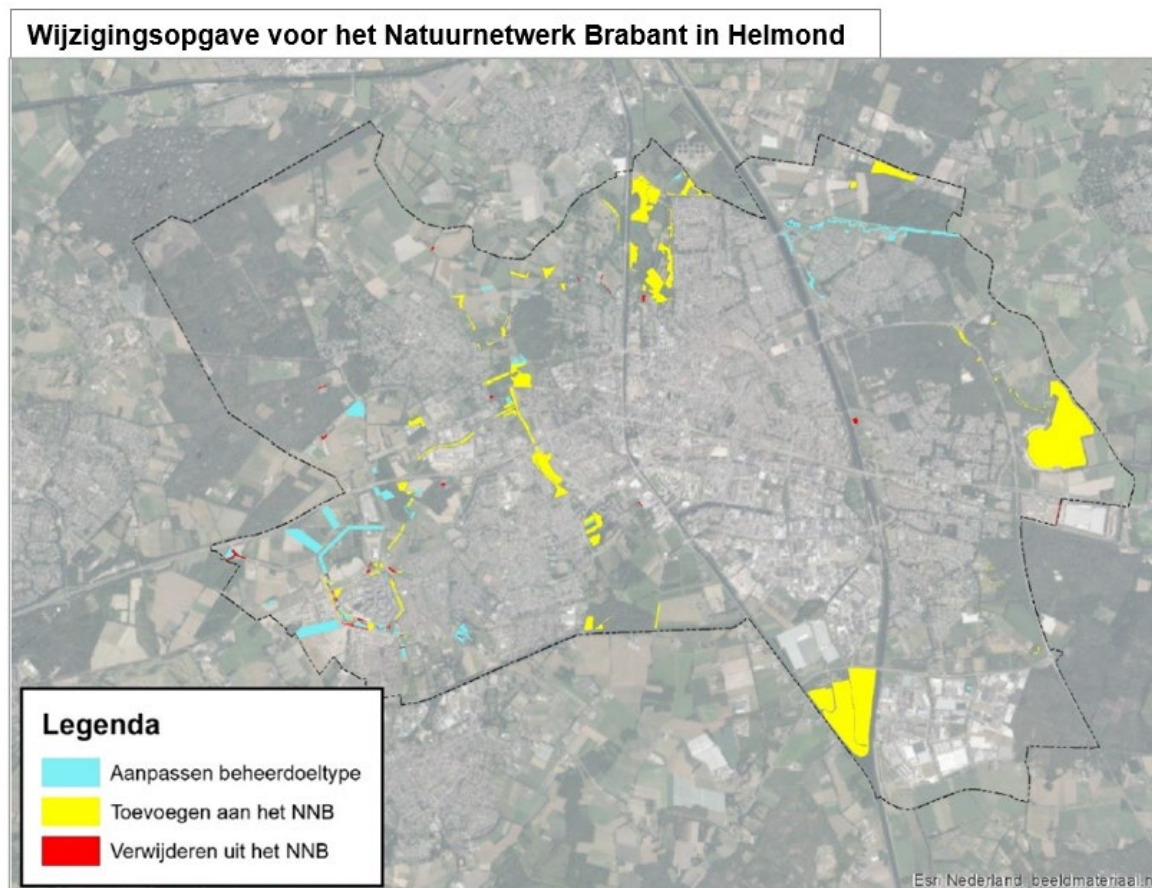 Wijzigingsopgave voor het Natuurnetwerk Brabant in Helmond
Legenda
Aanpassen beheerdoeltype
Toevoegen aan het NNB
Verwijderen uit het NNB
Esri Nederland, beeldmateriaal.n